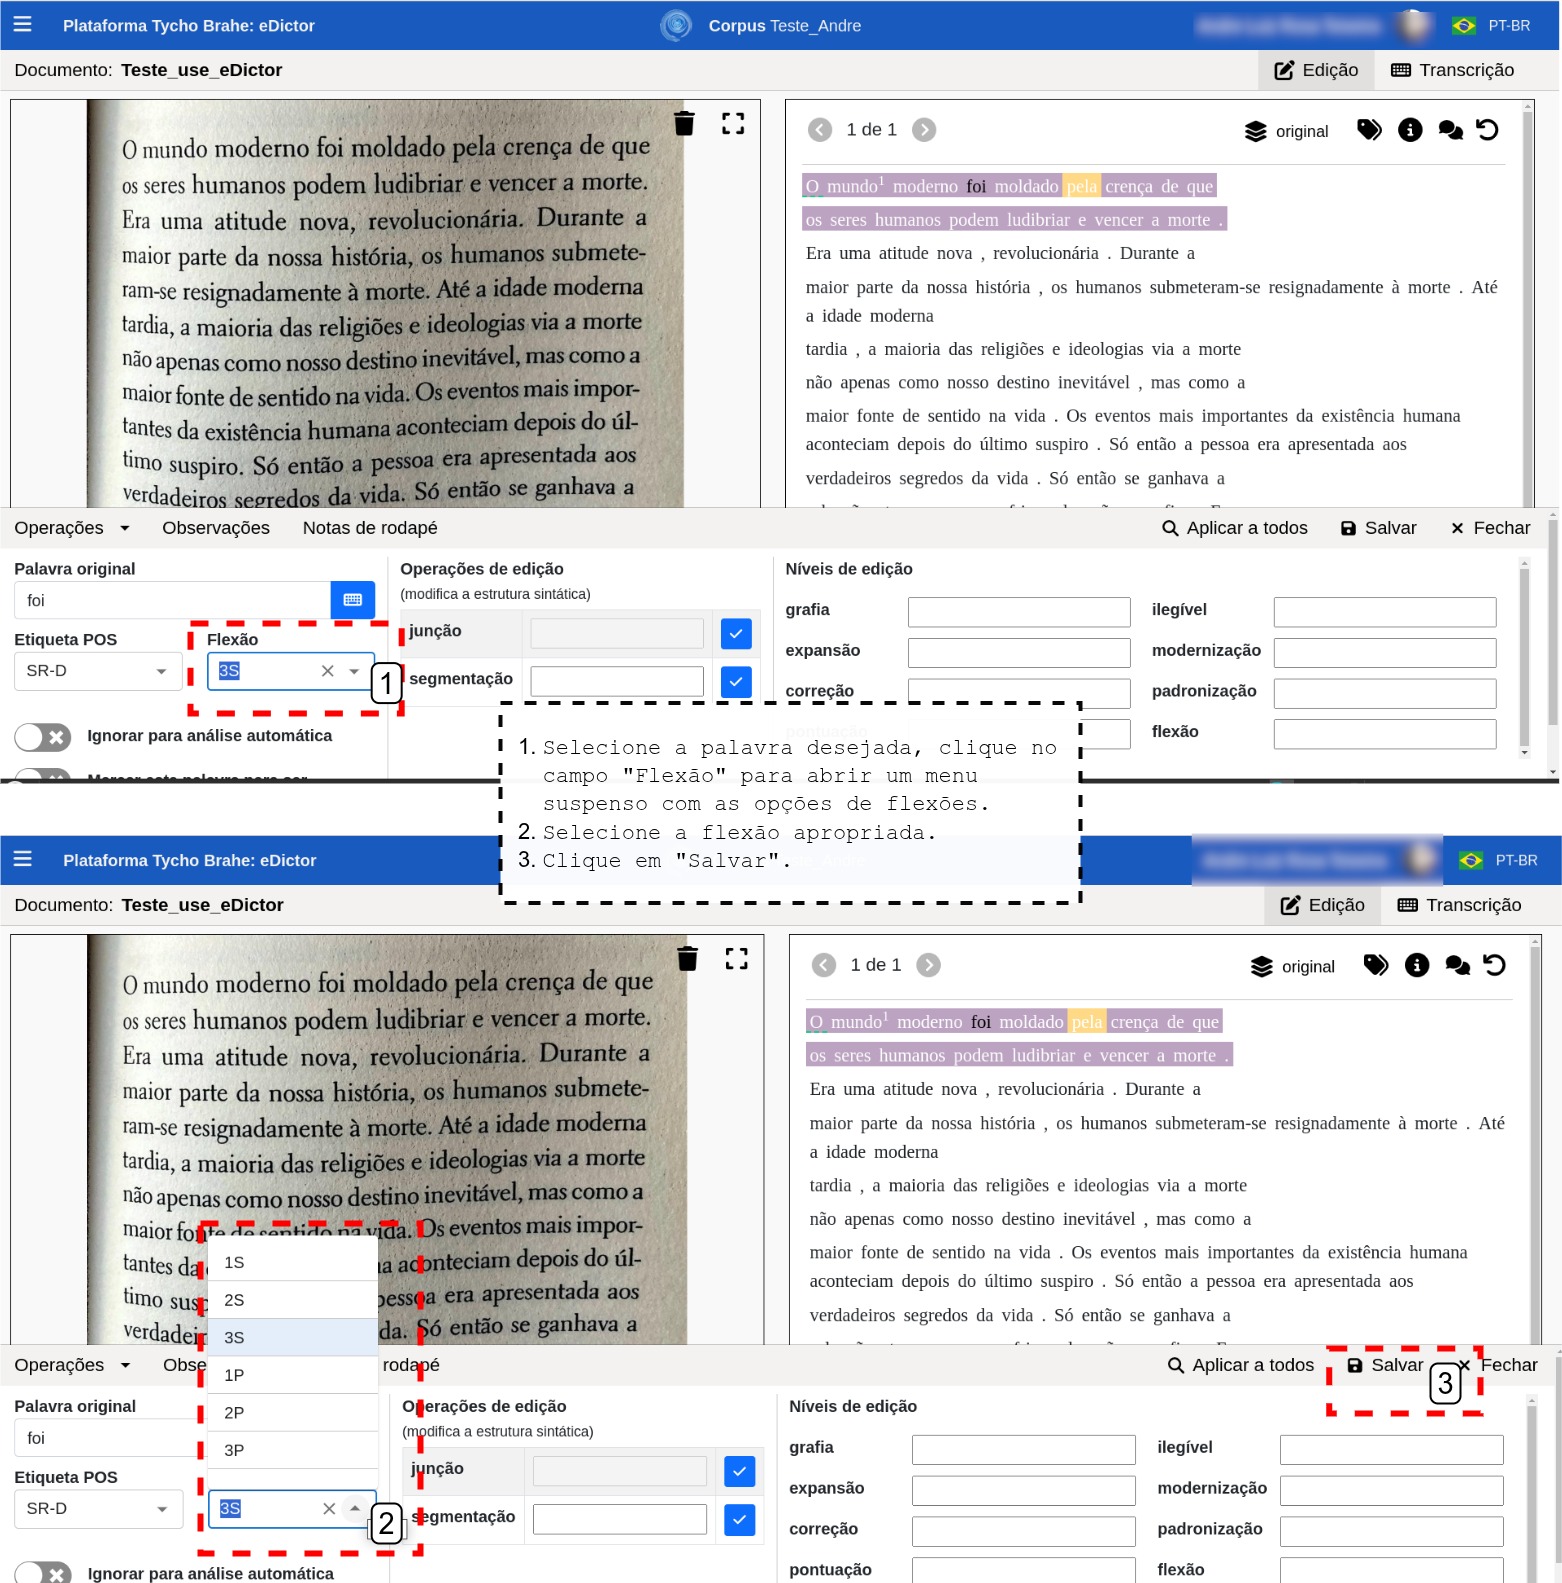 Plataforma Tycho Brahe: eDictor
Corpus Teste_Andre
PT-BR
Documento: Teste_use_eDictor
Edição
Transcrição
O mundo moderno foi moldado pela crença de que
os seres humanos podem ludibriar e vencer a morte.
Era uma atitude nova, revolucionária. Durante a
maior parte da nossa história, os humanos submete-
ram-se resignadamente à morte. Até a idade moderna
tardia, a maioria das religiões e ideologias via a morte
não apenas como nosso destino inevitável, mas como a
maior fonte de sentido na vida. Os eventos mais impor-
tantes da existência humana aconteciam depois do úl-
timo suspiro. Só então a pessoa era apresentada aos
verdadeiros segredos da vida. Só então se ganhava a
1 de 1
original
O mundo1 moderno foi moldado pela crença de que
os seres humanos podem ludibriar e vencer a morte .
Era uma atitude nova , revolucionária . Durante a
maior parte da nossa história , os humanos submeteram-se resignadamente à morte . Até
a idade moderna
tardia , a maioria das religiões e ideologias via a morte
não apenas como nosso destino inevitável , mas como a
maior fonte de sentido na vida . Os eventos mais importantes da existência humana
aconteciam depois do último suspiro . Só então a pessoa era apresentada aos
verdadeiros segredos da vida . Só então se ganhava a
Operações
Observações
Notas de rodapé
Aplicar a todos
Salvar
Fechar
Palavra original
foi
Etiqueta POS
SR-D
Flexão
3S
1
Ignorar para análise automática
Operações de edição
(modifica a estrutura sintática)
junção
segmentação
Níveis de edição
grafia
expansão
correção
ilegível
modernização
padronização
flexão
1. Selecione a palavra desejada, clique no
campo "Flexão" para abrir um menu
suspenso com as opções de flexões.
2. Selecione a flexão apropriada.
3. Clique em "Salvar".
Plataforma Tycho Brahe: eDictor
PT-BR
Documento: Teste_use_eDictor
Edição
Transcrição
O mundo moderno foi moldado pela crença de que
os seres humanos podem ludibriar e vencer a morte.
Era uma atitude nova, revolucionária. Durante a
maior parte da nossa história, os humanos submete-
ram-se resignadamente à morte. Até a idade moderna
tardia, a maioria das religiões e ideologias via a morte
não apenas como nosso destino inevitável, mas como a
maior fonte de sentido na vida. Os eventos mais impor-
tantes da aconteciam depois do úl-
timo susp pessoa era apresentada aos
verdadeir da. Só então se ganhava a
1 de 1
original
O mundo1 moderno foi moldado pela crença de que
os seres humanos podem ludibriar e vencer a morte .
Era uma atitude nova , revolucionária . Durante a
maior parte da nossa história , os humanos submeteram-se resignadamente à morte . Até
a idade moderna
tardia , a maioria das religiões e ideologias via a morte
não apenas como nosso destino inevitável , mas como a
maior fonte de sentido na vida . Os eventos mais importantes da existência humana
aconteciam depois do último suspiro . Só então a pessoa era apresentada aos
verdadeiros segredos da vida . Só então se ganhava a
1S
2S
3S
1P
2P
3P
Operações
Obse
rodapé
Aplicar a todos
Salvar
3
Fechar
Palavra original
foi
Etiqueta POS
SR-D
3S
2
Ignorar para análise automática
Operações de edição
(modifica a estrutura sintática)
junção
segmentação
Níveis de edição
grafia
expansão
correção
pontuação
ilegível
modernização
padronização
flexão